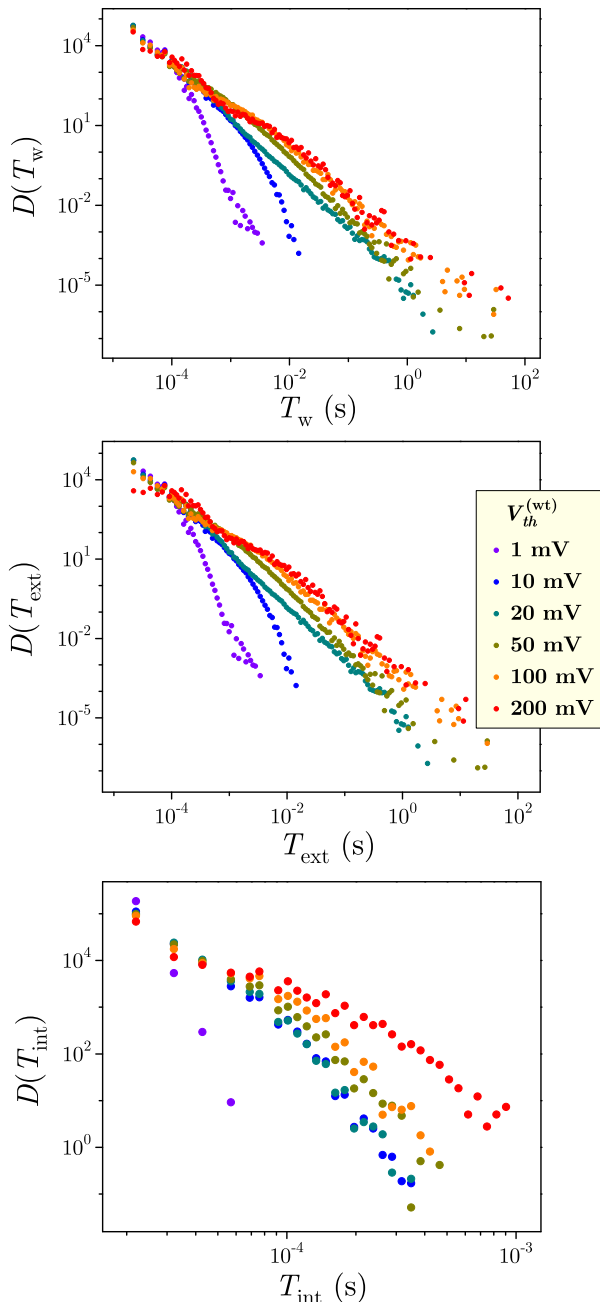 D(T_w)
10^4
10^1
10^-2
10^-5
10^-4
10^-2
10^0
10^2
T_w (s)
D(T_ext)
10^4
10^1
10^-2
10^-5
10^-4
10^-2
10^0
10^2
T_ext (s)
V_th^(wt)
1 mV
10 mV
20 mV
50 mV
100 mV
200 mV
D(T_int)
10^4
10^2
10^0
10^-4
10^-3
T_int (s)